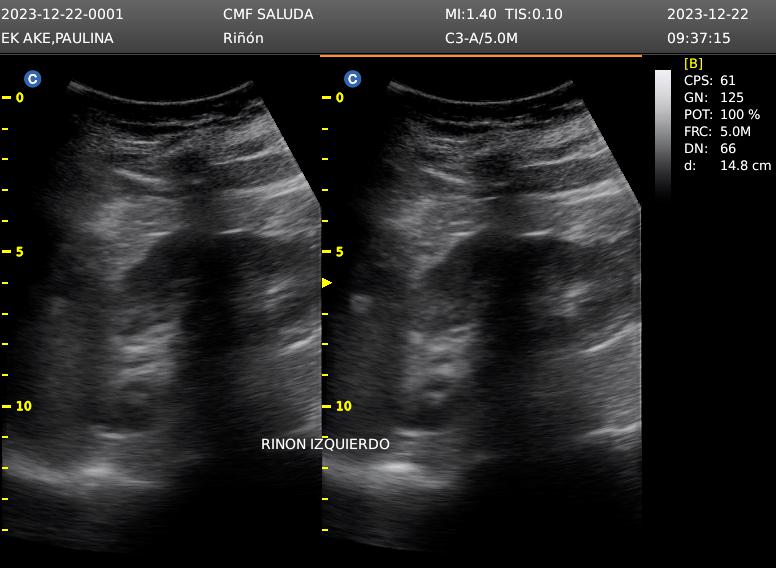 2023-12-22-0001 CMF SALUDA MI:1.40 TIS:0.10 2023-12-22
EK AKE,PAULINA Riñón C3-A/5.0M 09:37:15
[B]
C C
CPS: 61
0 0
GN: 125
POT: 100 %
FRC: 5.0M
DN: 66
d: 14.8 cm
5 5
10 10
RINON IZQUIERDO